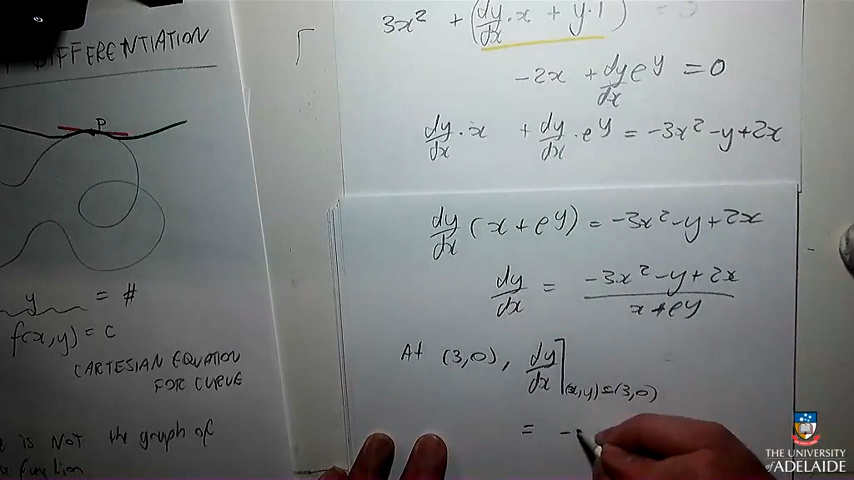 DIFFERENTIATION
P
y = #
f(x,y) = c
CARTESIAN EQUATION
FOR CURVE
is NOT the graph of
a function
3x² + (dy/dx · x + y · 1)
-2x + dy/dx e^y = 0
dy/dx · x + dy/dx · e^y = -3x² - y + 2x
dy/dx (x + e^y) = -3x² - y + 2x
dy/dx = (-3x² - y + 2x)/(x + e^y)
At (3,0), dy/dx](x,y)=(3,0)
= -
THE UNIVERSITY
of ADELAIDE